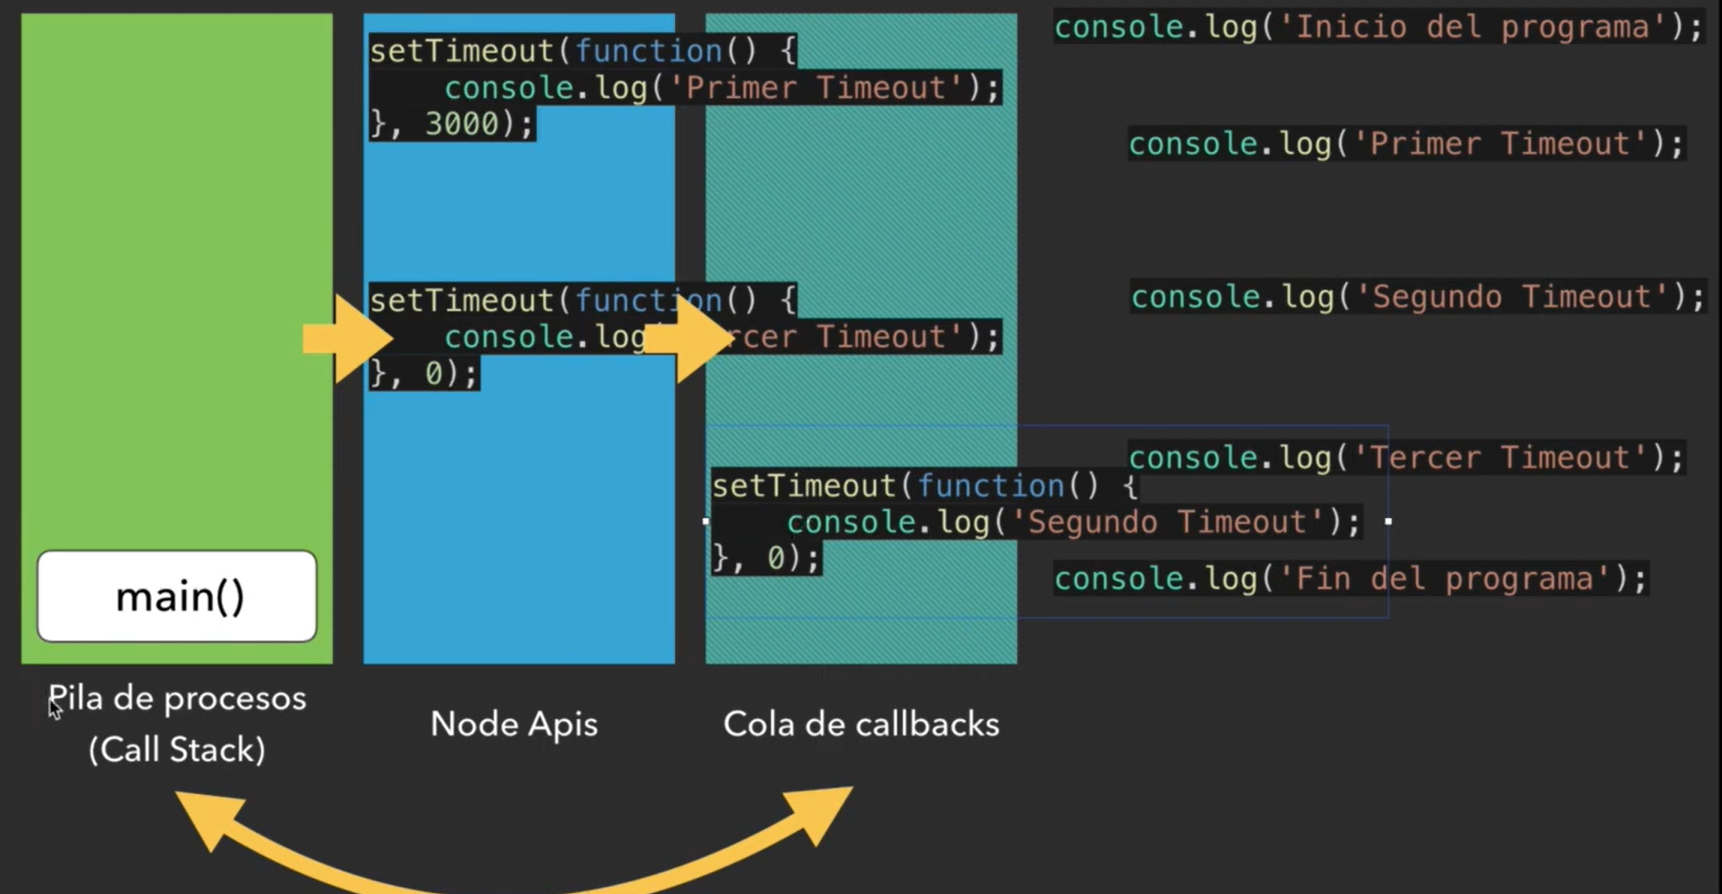 setTimeout(function() {
console.log('Primer Timeout');
}, 3000);
setTimeout(function() {
console.log rcer Timeout');
}, 0);
setTimeout(function() {
console.log('Segundo Timeout');
}, 0);
console.log('Inicio del programa');
console.log('Primer Timeout');
console.log('Segundo Timeout');
console.log('Tercer Timeout');
console.log('Fin del programa');
main()
Pila de procesos
(Call Stack)
Node Apis
Cola de callbacks